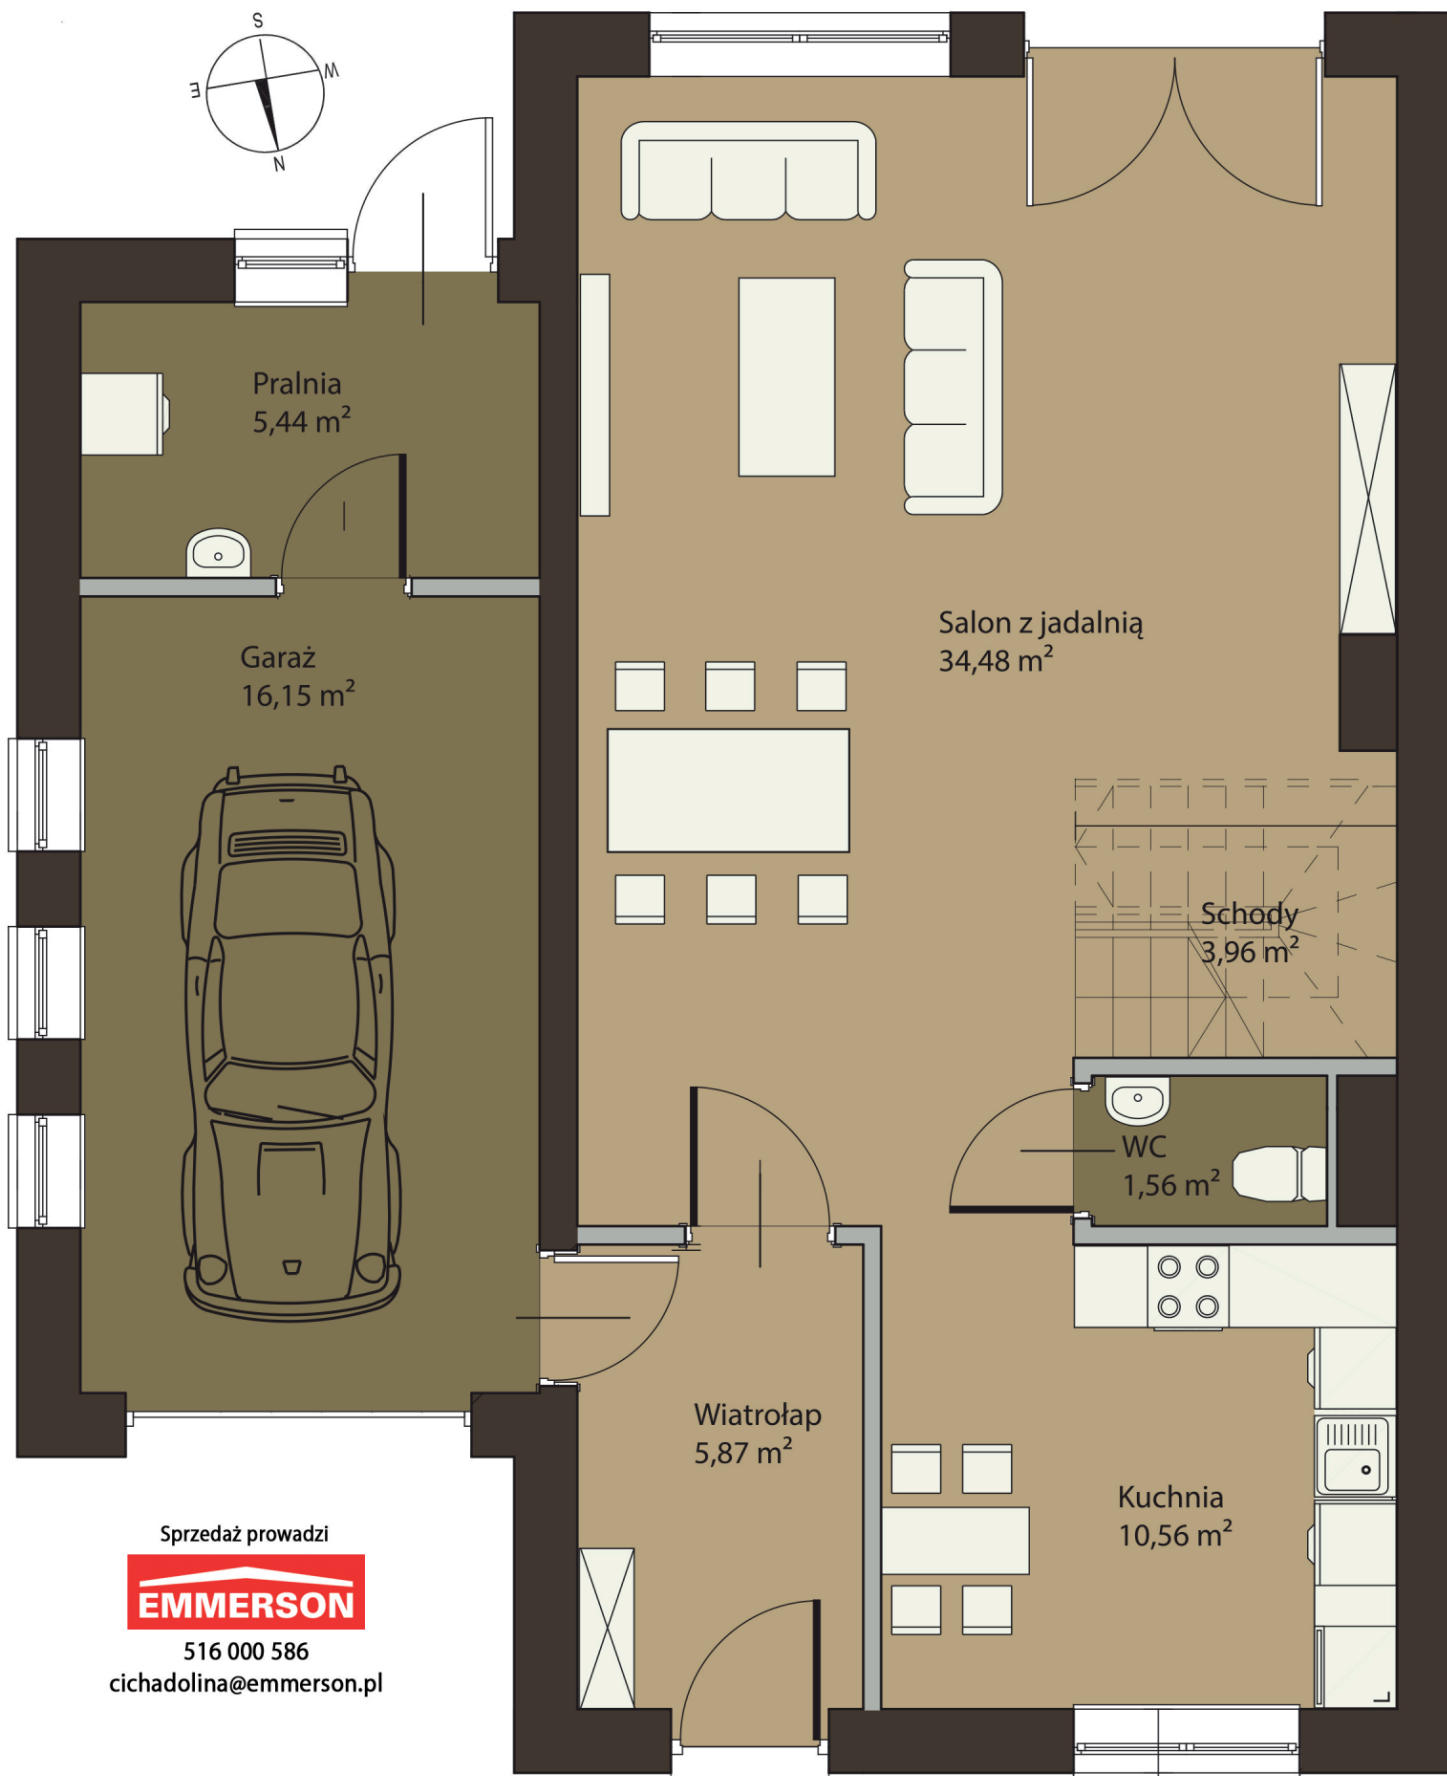 S
W
E
N
Pralnia
5,44 m²
Garaż
16,15 m²
Salon z jadalnią
34,48 m²
Schody
3,96 m²
WC
1,56 m²
Wiatrołap
5,87 m²
Kuchnia
10,56 m²
L
Sprzedaż prowadzi
EMMERSON
516 000 586
cichadolina@emmerson.pl